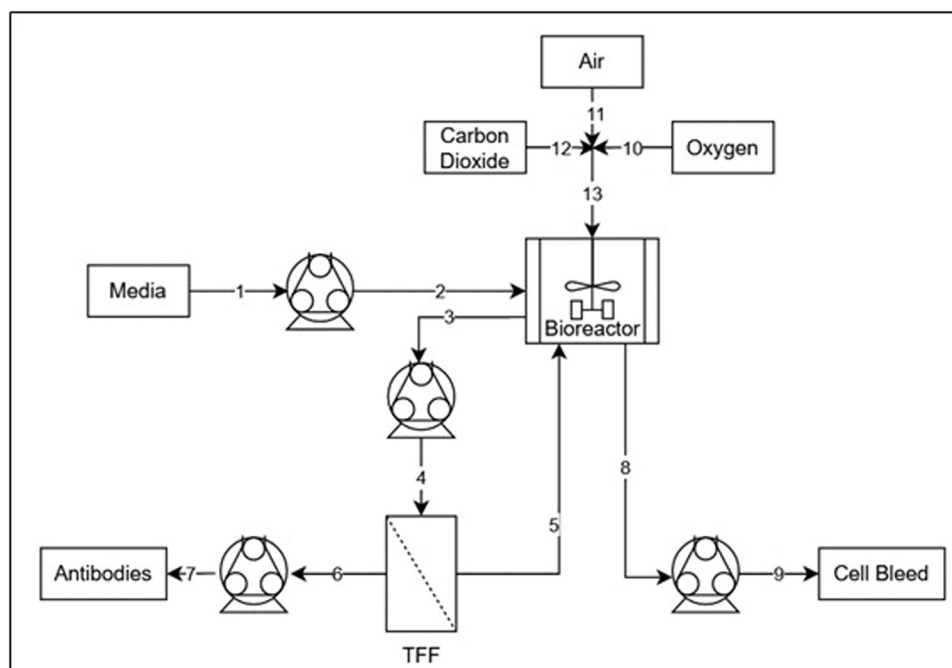 Air
11
Carbon
Dioxide
12
10
Oxygen
13
Media
1
2
3
Bioreactor
4
8
5
Antibodies
7
6
9
Cell Bleed
TFF